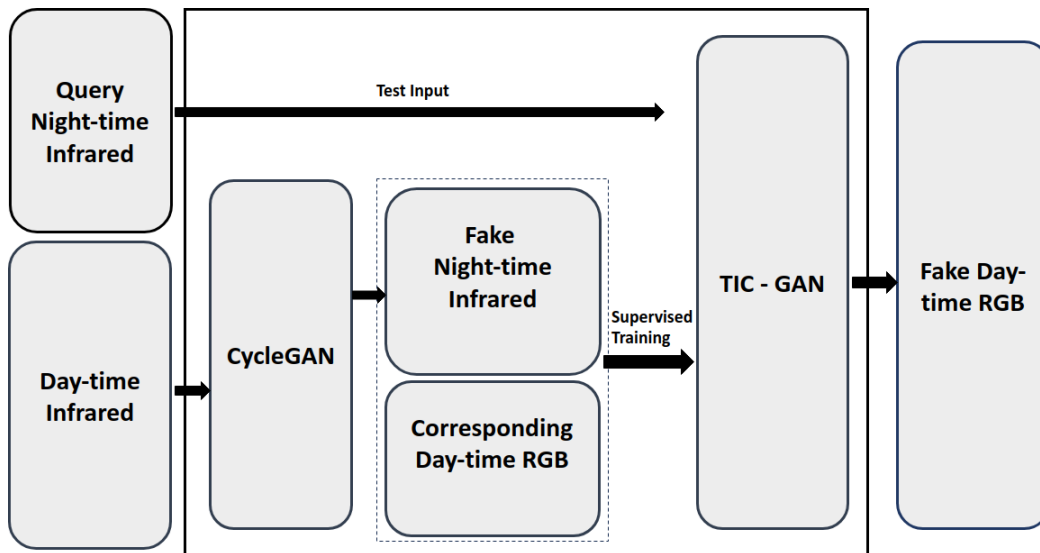 Query
Night-time
Infrared
Test Input
Day-time
Infrared
CycleGAN
Fake
Night-time
Infrared
Corresponding
Day-time RGB
Supervised
Training
TIC - GAN
Fake Day-
time RGB